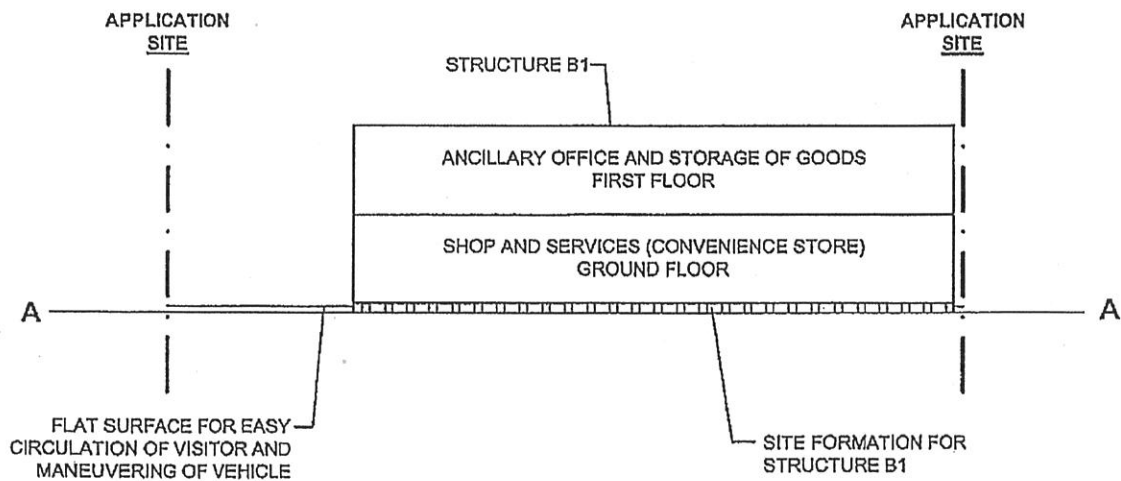 APPLICATION
SITE
APPLICATION
SITE
STRUCTURE B1
ANCILLARY OFFICE AND STORAGE OF GOODS
FIRST FLOOR
SHOP AND SERVICES (CONVENIENCE STORE)
GROUND FLOOR
A
A
FLAT SURFACE FOR EASY
CIRCULATION OF VISITOR AND
MANEUVERING OF VEHICLE
SITE FORMATION FOR
STRUCTURE B1